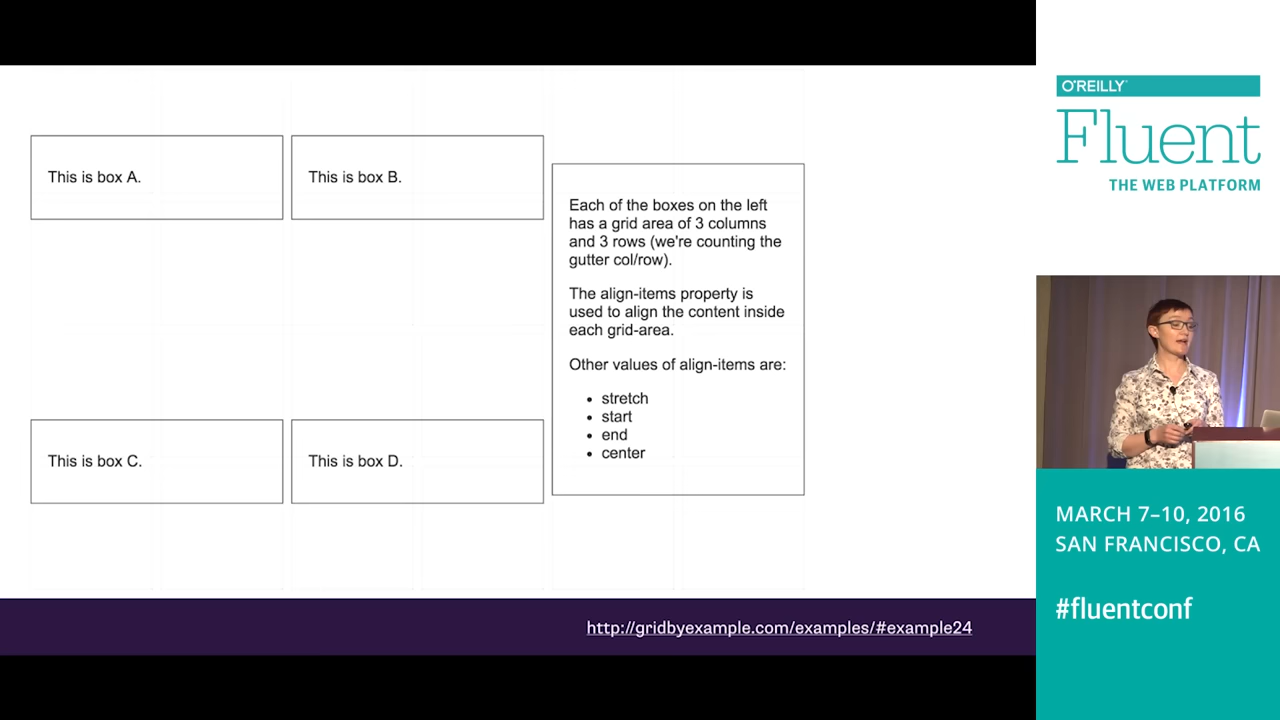 This is box A.
This is box B.
Each of the boxes on the left
has a grid area of 3 columns
and 3 rows (we're counting the
gutter col/row).
The align-items property is
used to align the content inside
each grid-area.
Other values of align-items are:
• stretch
• start
• end
• center
This is box C.
This is box D.
http://gridbyexample.com/examples/#example24
O'REILLY
Fluent
THE WEB PLATFORM
MARCH 7–10, 2016
SAN FRANCISCO, CA
#fluentconf